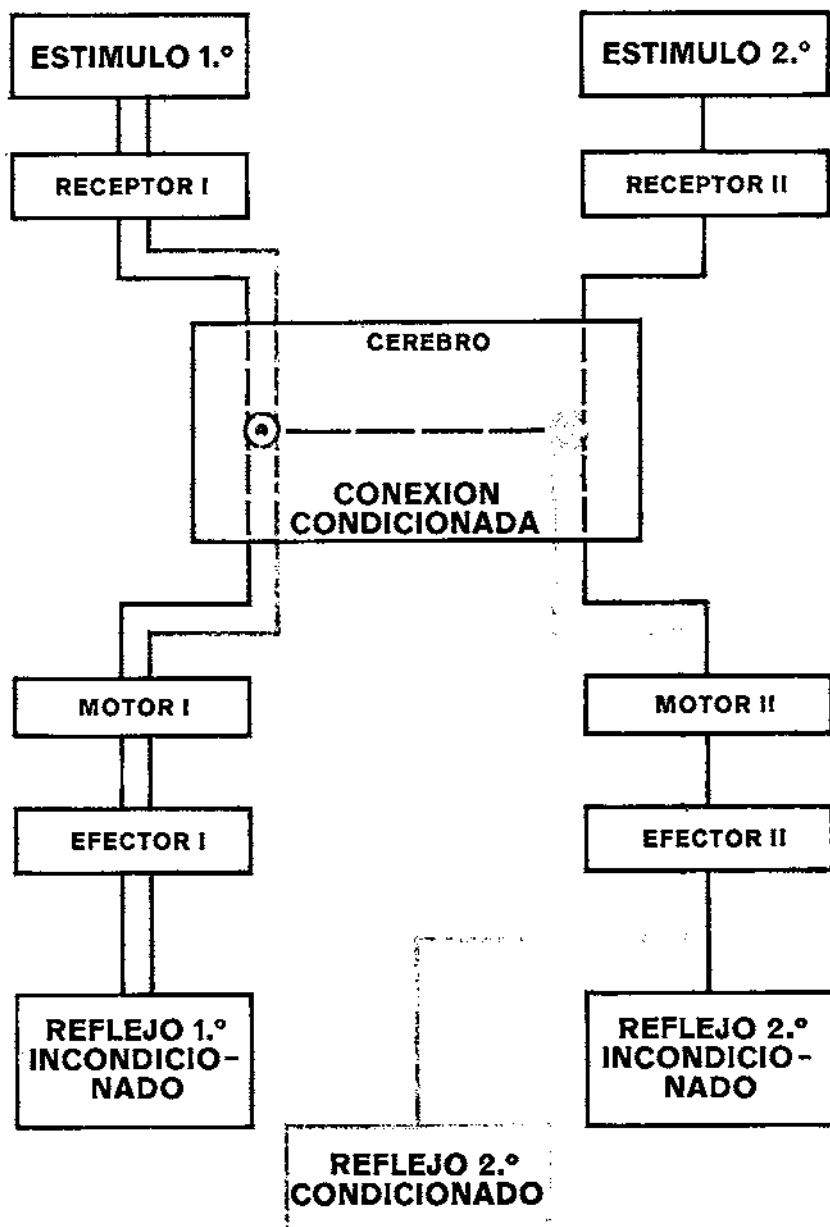 ESTIMULO 1.º
ESTIMULO 2.º
RECEPTOR I
RECEPTOR II
CEREBRO
CONEXION
CONDICIONADA
MOTOR I
MOTOR II
EFECTOR I
EFECTOR II
REFLEJO 1.º
INCONDICIO-
NADO
REFLEJO 2.º
INCONDICIO-
NADO
REFLEJO 2.º
CONDICIONADO